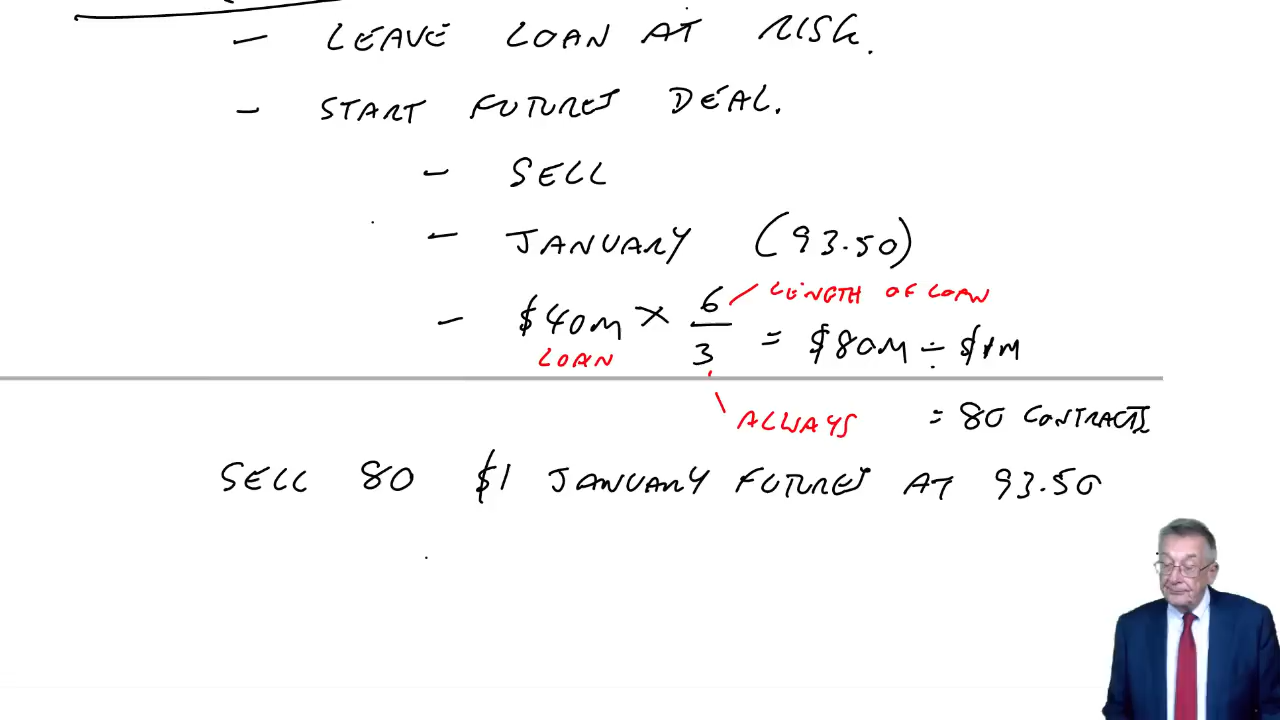 - LEAVE LOAN AT RISK.
- START FUTURES DEAL.
- SELL
- JANUARY (93.50)
- $40M × 6/3 = $80M ÷ $1M
LENGTH OF LOAN
LOAN
ALWAYS
= 80 CONTRACTS
SELL 80 $1 JANUARY FUTURES AT 93.50